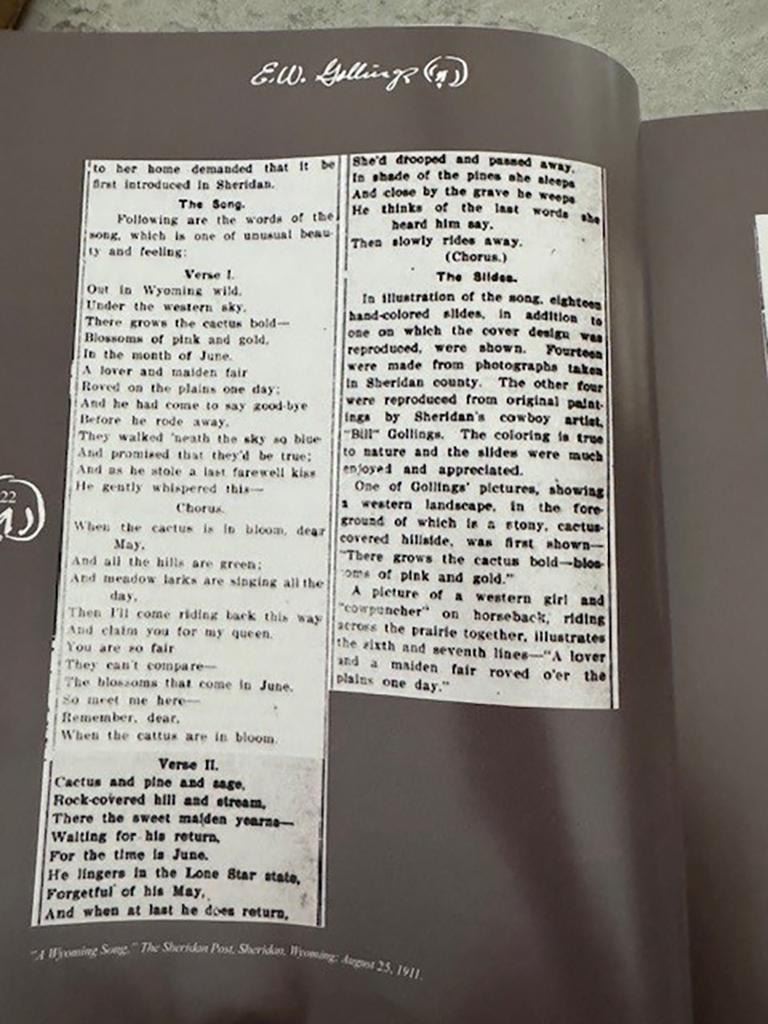 E.W. Gollings
to her home demanded that it be
first introduced in Sheridan.
The Song.
Following are the words of the
song, which is one of unusual beau-
ty and feeling:
Verse I.
Out in Wyoming wild,
Under the western sky,
There grows the cactus bold—
Blossoms of pink and gold,
In the month of June.
A lover and maiden fair
Roved on the plains one day;
And he had come to say good-bye
Before he rode away.
They walked 'neath the sky so blue
And promised that they'd be true;
And as he stole a last farewell kiss
He gently whispered this—
Chorus.
When the cactus is in bloom, dear
May,
And all the hills are green;
And meadow larks are singing all the
day,
Then I'll come riding back this way
And claim you for my queen.
You are so fair
They can't compare—
The blossoms that come in June.
So meet me here—
Remember, dear,
When the cattus are in bloom.
Verse II.
Cactus and pine and sage,
Rock-covered hill and stream,
There the sweet maiden yearns—
Waiting for his return,
For the time is June.
He lingers in the Lone Star state,
Forgetful of his May,
And when at last he does return,
She'd drooped and passed away.
In shade of the pines she sleeps
And close by the grave he weeps
He thinks of the last words she
heard him say,
Then slowly rides away.
(Chorus.)
The Slides.
In illustration of the song, eighteen
hand-colored slides, in addition to
one on which the cover design was
reproduced, were shown. Fourteen
were made from photographs taken
in Sheridan county. The other four
were reproduced from original paint-
ings by Sheridan's cowboy artist,
"Bill" Gollings. The coloring is true
to nature and the slides were much
enjoyed and appreciated.
One of Gollings' pictures, showing
a western landscape, in the fore-
ground of which is a stony, cactus-
covered hillside, was first shown—
"There grows the cactus bold—blos-
oms of pink and gold."
A picture of a western girl and
"cowpuncher" on horseback, riding
across the prairie together, illustrates
the sixth and seventh lines—"A lover
and a maiden fair roved o'er the
plains one day."
22
"A Wyoming Song," The Sheridan Post, Sheridan, Wyoming; August 25, 1911.